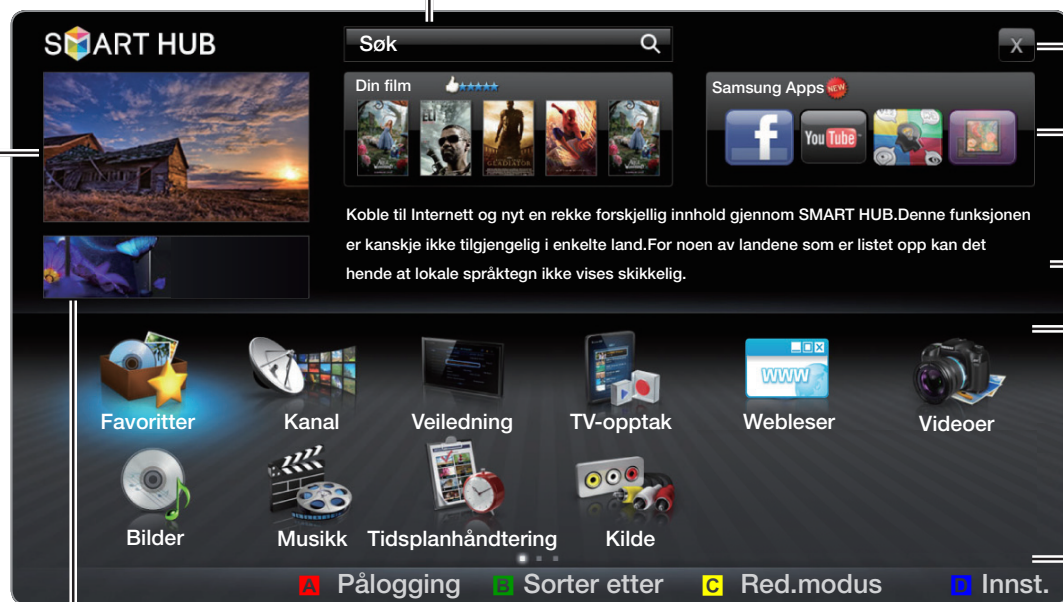 SMART HUB
Søk
X
Din film
Samsung Apps NEW
ELI
GLADIATOR
f
You Tube
Koble til Internett og nyt en rekke forskjellig innhold gjennom SMART HUB.Denne funksjonen
er kanskje ikke tilgjengelig i enkelte land.For noen av landene som er listet opp kan det
hende at lokale språktegn ikke vises skikkelig.
www
Favoritter
Kanal
Veiledning
TV-opptak
Webleser
Videoer
Bilder
Musikk
Tidsplanhåndtering
Kilde
A Pålogging B Sorter etter C Red.modus D Innst.